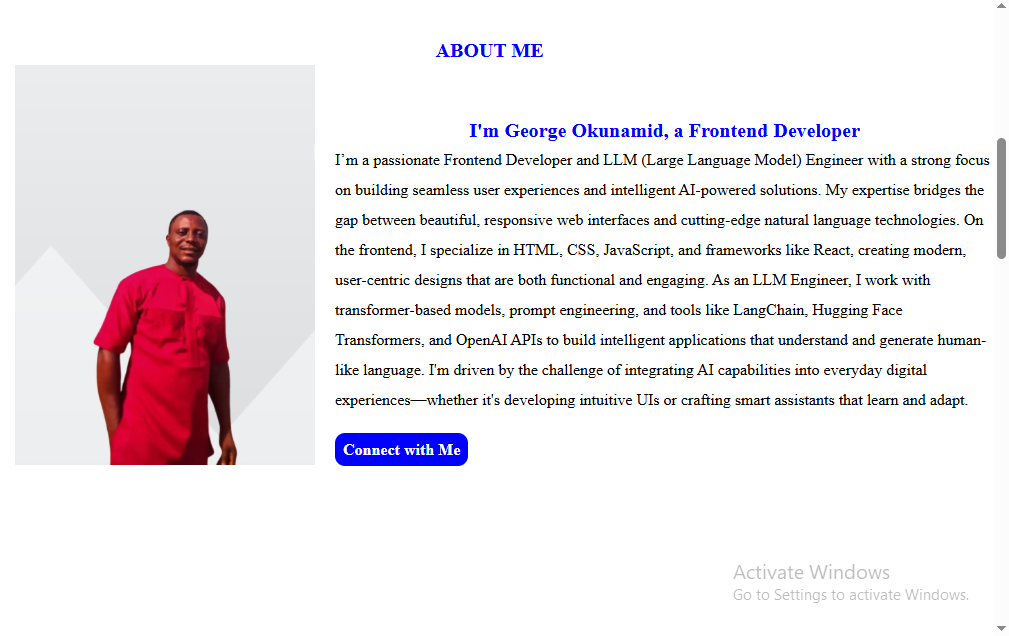 ABOUT ME
I'm George Okunamid, a Frontend Developer
I’m a passionate Frontend Developer and LLM (Large Language Model) Engineer with a strong focus
on building seamless user experiences and intelligent AI-powered solutions. My expertise bridges the
gap between beautiful, responsive web interfaces and cutting-edge natural language technologies. On
the frontend, I specialize in HTML, CSS, JavaScript, and frameworks like React, creating modern,
user-centric designs that are both functional and engaging. As an LLM Engineer, I work with
transformer-based models, prompt engineering, and tools like LangChain, Hugging Face
Transformers, and OpenAI APIs to build intelligent applications that understand and generate human-
like language. I'm driven by the challenge of integrating AI capabilities into everyday digital
experiences—whether it's developing intuitive UIs or crafting smart assistants that learn and adapt.
Connect with Me
Activate Windows
Go to Settings to activate Windows.